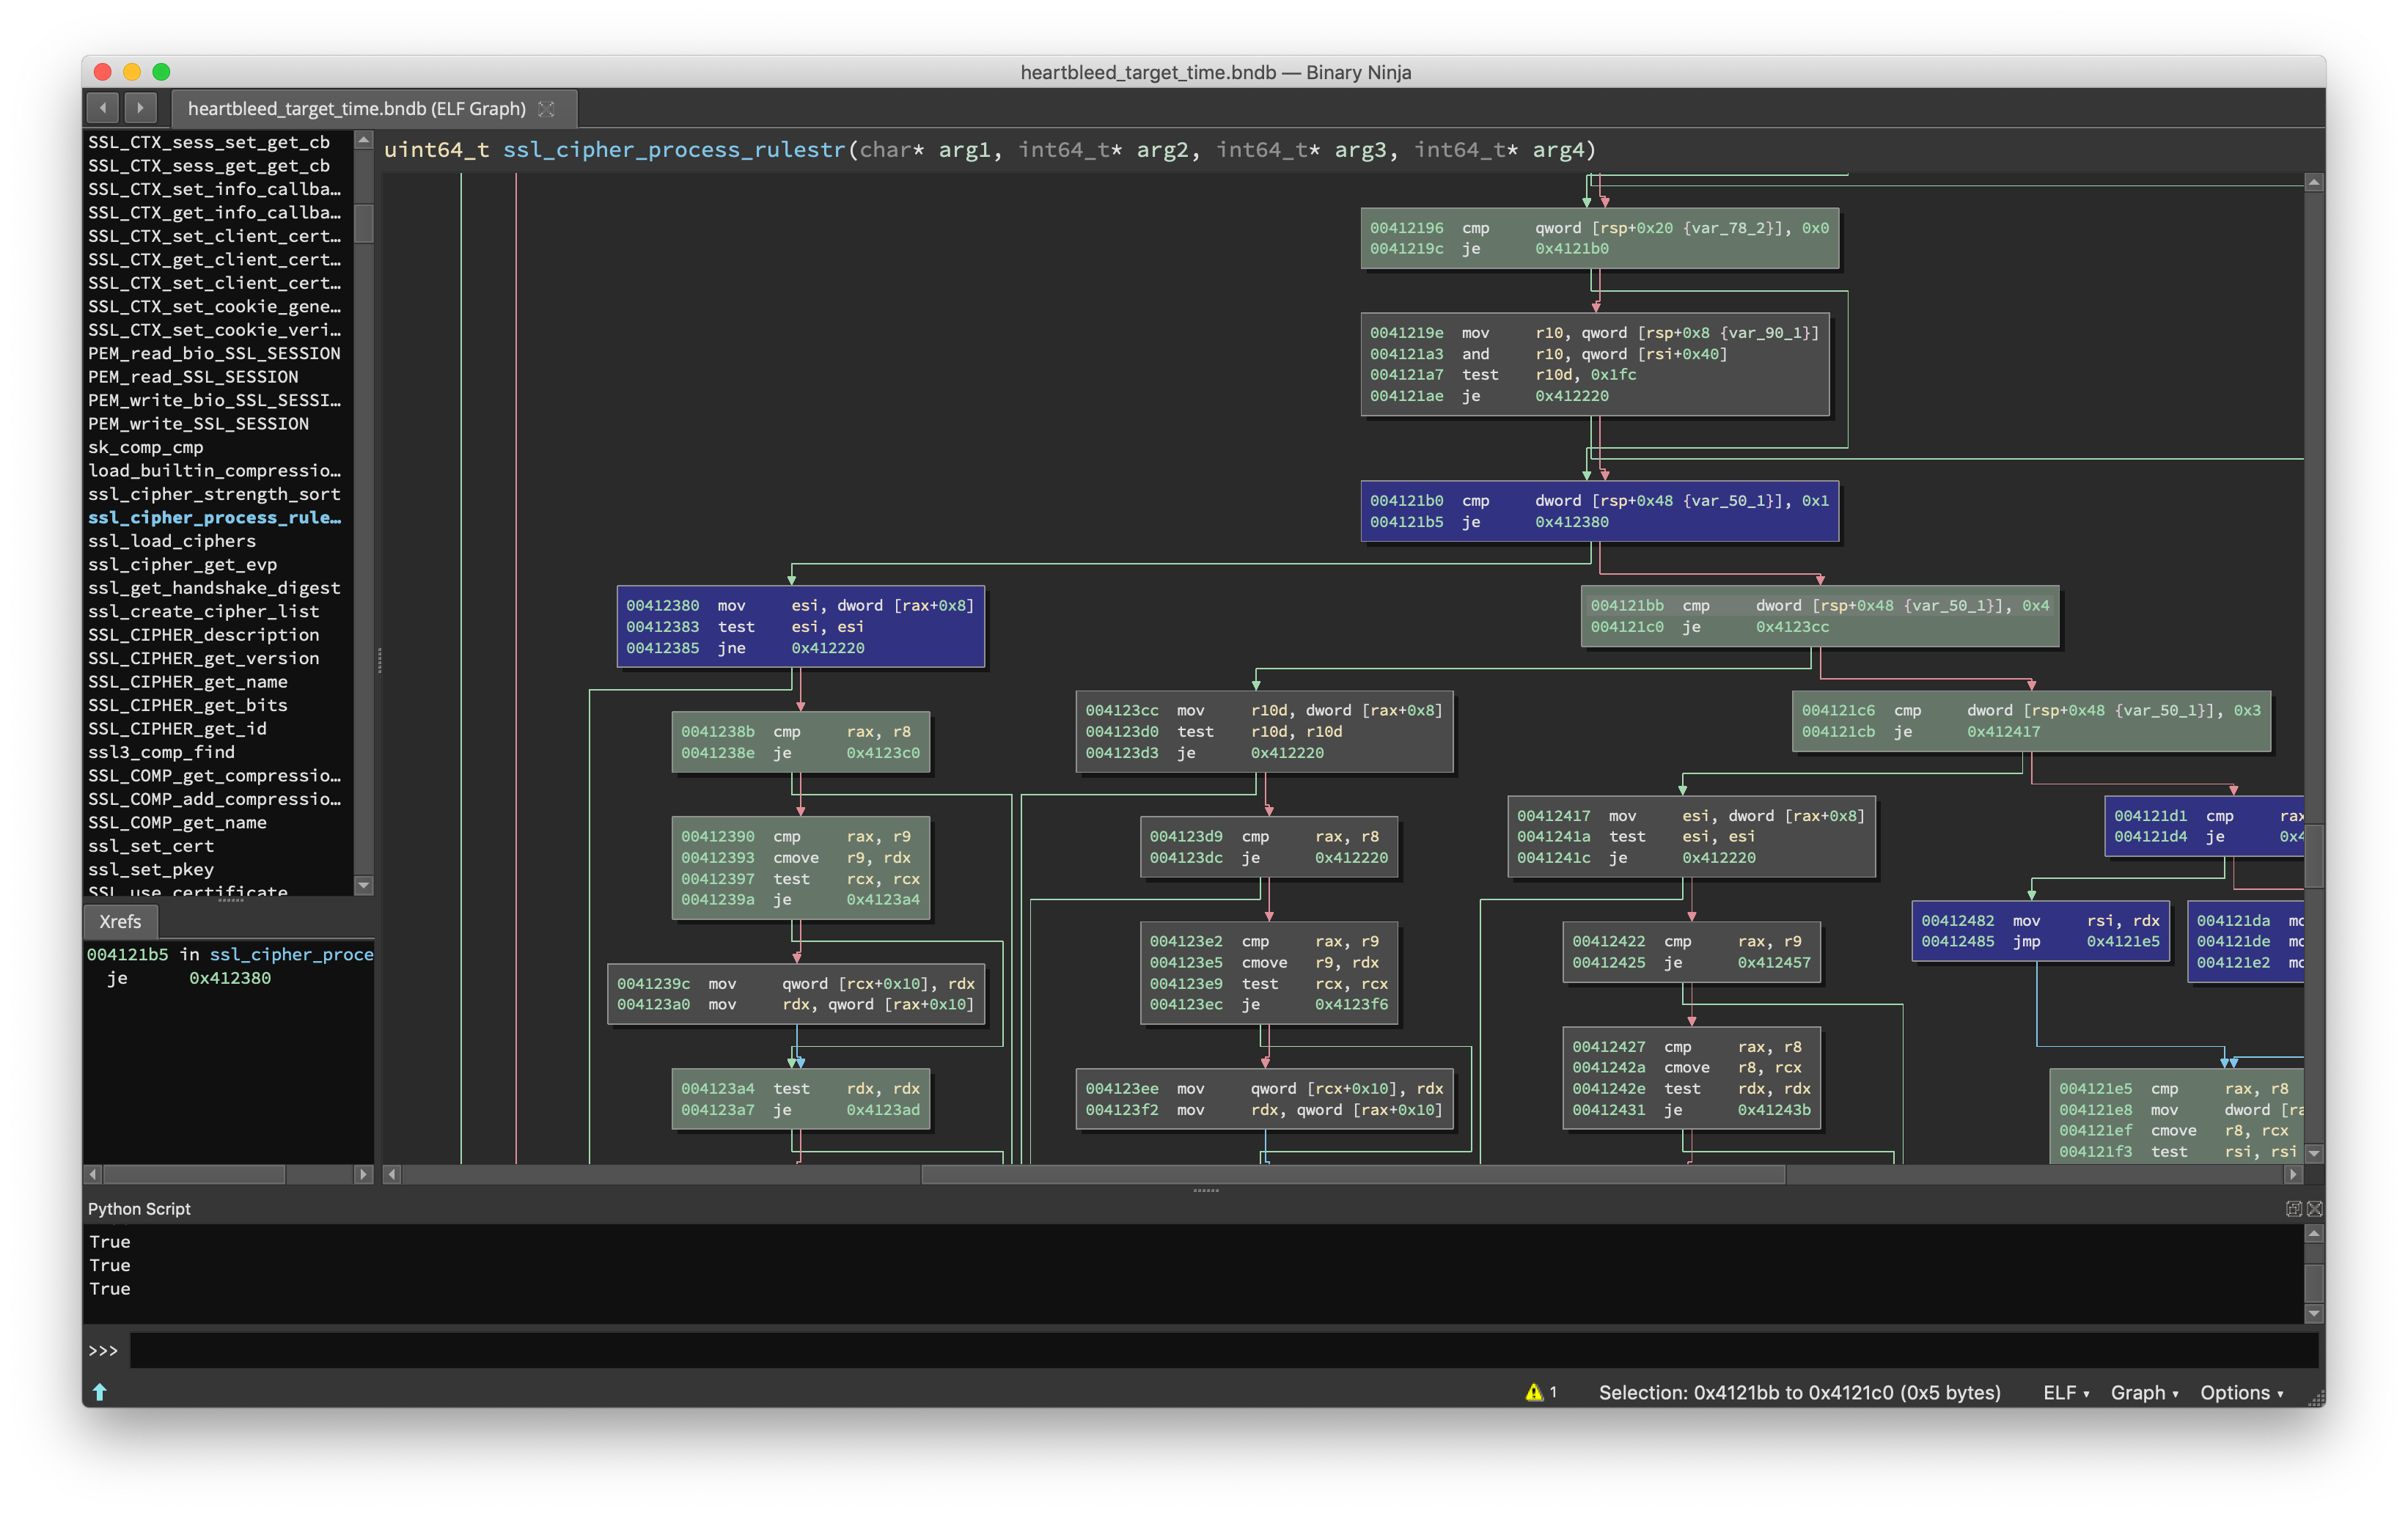 heartbleed_target_time.bndb — Binary Ninja
heartbleed_target_time.bndb (ELF Graph)
SSL_CTX_sess_set_get_cb
SSL_CTX_sess_get_get_cb
SSL_CTX_set_info_callba…
SSL_CTX_get_info_callba…
SSL_CTX_set_client_cert…
SSL_CTX_get_client_cert…
SSL_CTX_set_client_cert…
SSL_CTX_set_cookie_gene…
SSL_CTX_set_cookie_veri…
PEM_read_bio_SSL_SESSION
PEM_read_SSL_SESSION
PEM_write_bio_SSL_SESSI…
PEM_write_SSL_SESSION
sk_comp_cmp
load_builtin_compressio…
ssl_cipher_strength_sort
ssl_cipher_process_rule…
ssl_load_ciphers
ssl_cipher_get_evp
ssl_get_handshake_digest
ssl_create_cipher_list
SSL_CIPHER_description
SSL_CIPHER_get_version
SSL_CIPHER_get_name
SSL_CIPHER_get_bits
SSL_CIPHER_get_id
ssl3_comp_find
SSL_COMP_get_compressio…
SSL_COMP_add_compressio…
SSL_COMP_get_name
ssl_set_cert
ssl_set_pkey
SSL_use_certificate
Xrefs
004121b5 in ssl_cipher_proce
je 0x412380
uint64_t ssl_cipher_process_rulestr(char* arg1, int64_t* arg2, int64_t* arg3, int64_t* arg4)
00412196 cmp qword [rsp+0x20 {var_78_2}], 0x0
0041219c je 0x4121b0
0041219e mov r10, qword [rsp+0x8 {var_90_1}]
004121a3 and r10, qword [rsi+0x40]
004121a7 test r10d, 0x1fc
004121ae je 0x412220
004121b0 cmp dword [rsp+0x48 {var_50_1}], 0x1
004121b5 je 0x412380
00412380 mov esi, dword [rax+0x8]
00412383 test esi, esi
00412385 jne 0x412220
004121bb cmp dword [rsp+0x48 {var_50_1}], 0x4
004121c0 je 0x4123cc
0041238b cmp rax, r8
0041238e je 0x4123c0
004123cc mov r10d, dword [rax+0x8]
004123d0 test r10d, r10d
004123d3 je 0x412220
004121c6 cmp dword [rsp+0x48 {var_50_1}], 0x3
004121cb je 0x412417
00412390 cmp rax, r9
00412393 cmove r9, rdx
00412397 test rcx, rcx
0041239a je 0x4123a4
004123d9 cmp rax, r8
004123dc je 0x412220
00412417 mov esi, dword [rax+0x8]
0041241a test esi, esi
0041241c je 0x412220
004121d1 cmp rax
004121d4 je 0x4
0041239c mov qword [rcx+0x10], rdx
004123a0 mov rdx, qword [rax+0x10]
004123e2 cmp rax, r9
004123e5 cmove r9, rdx
004123e9 test rcx, rcx
004123ec je 0x4123f6
00412422 cmp rax, r9
00412425 je 0x412457
00412482 mov rsi, rdx
00412485 jmp 0x4121e5
004121da
004121de
004121e2
004123a4 test rdx, rdx
004123a7 je 0x4123ad
004123ee mov qword [rcx+0x10], rdx
004123f2 mov rdx, qword [rax+0x10]
00412427 cmp rax, r8
0041242a cmove r8, rcx
0041242e test rdx, rdx
00412431 je 0x41243b
004121e5 cmp rax, r8
004121e8 mov dword [ra
004121ef cmove r8, rcx
004121f3 test rsi, rsi
Python Script
True
True
True
>>>
1 Selection: 0x4121bb to 0x4121c0 (0x5 bytes) ELF Graph Options